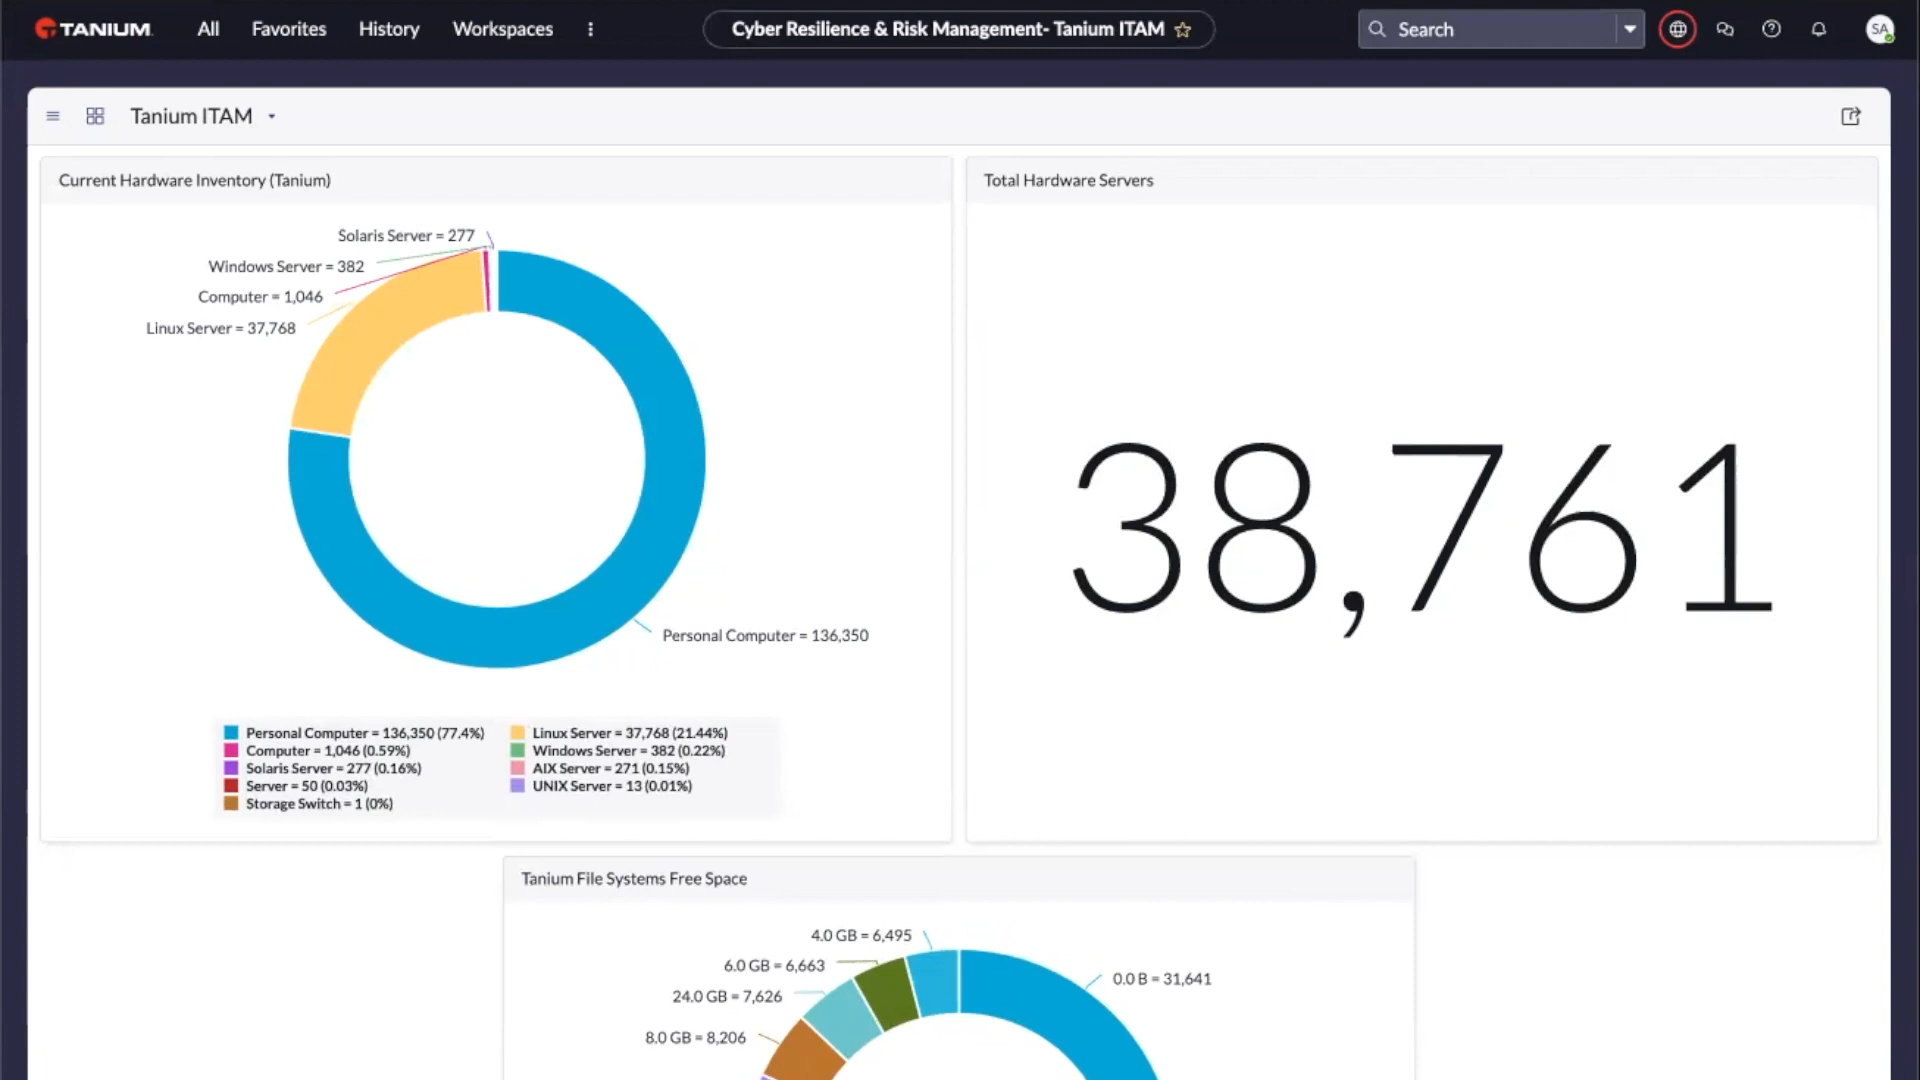 TANIUM
All Favorites History Workspaces
Cyber Resilience & Risk Management- Tanium ITAM
Search
SA
Tanium ITAM
Current Hardware Inventory (Tanium)
Solaris Server = 277
Windows Server = 382
Computer = 1,046
Linux Server = 37,768
Personal Computer = 136,350
Personal Computer = 136,350 (77.4%)
Linux Server = 37,768 (21.44%)
Computer = 1,046 (0.59%)
Windows Server = 382 (0.22%)
Solaris Server = 277 (0.16%)
AIX Server = 271 (0.15%)
Server = 50 (0.03%)
UNIX Server = 13 (0.01%)
Storage Switch = 1 (0%)
Total Hardware Servers
38,761
Tanium File Systems Free Space
4.0 GB = 6,495
6.0 GB = 6,663
0.0 B = 31,641
24.0 GB = 7,626
8.0 GB = 8,206